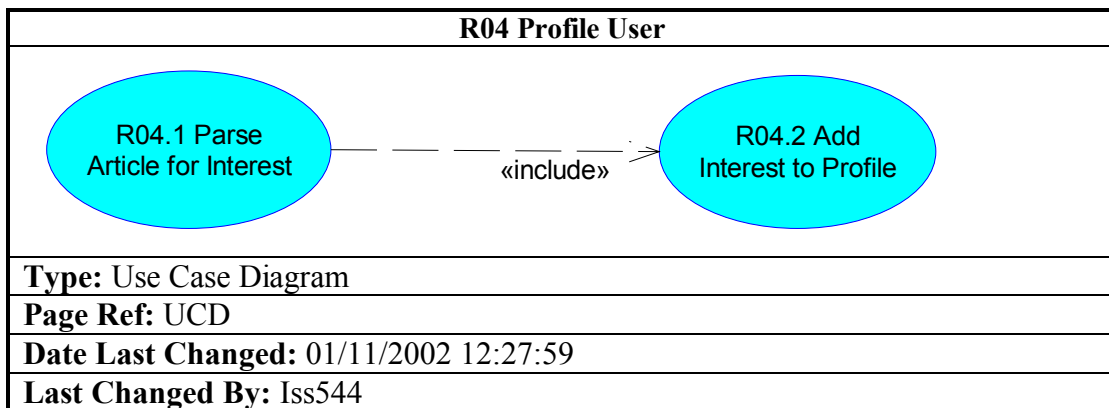 R04 Profile User
R04.1 Parse
Article for Interest
«include»
R04.2 Add
Interest to Profile
Type: Use Case Diagram
Page Ref: UCD
Date Last Changed: 01/11/2002 12:27:59
Last Changed By: Iss544